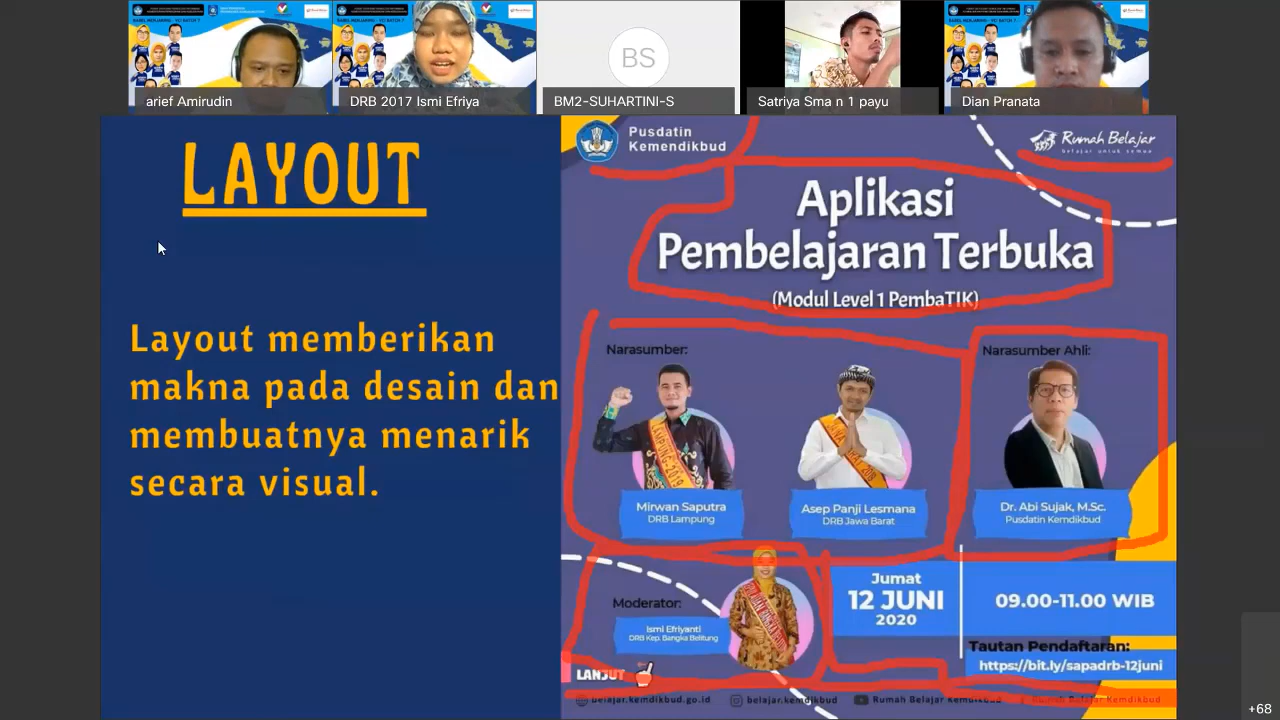 arief Amirudin
DRB 2017 Ismi Efriya
BS
BM2-SUHARTINI-S
Satriya Sma n 1 payu
Dian Pranata
LAYOUT
Layout memberikan
makna pada desain dan
membuatnya menarik
secara visual.
Pusdatin
Kemendikbud
Rumah Belajar
belajar untuk semua
Aplikasi
Pembelajaran Terbuka
(Modul Level 1 PembaTIK)
Narasumber:
Narasumber Ahli:
Mirwan Saputra
DRB Lampung
Asep Panji Lesmana
DRB Jawa Barat
Dr. Abi Sujak, M.Sc.
Pusdatin Kemdikbud
Moderator:
Ismi Efriyanti
DRB Kep. Bangka Belitung
Jumat
12 JUNI
2020
09.00-11.00 WIB
Tautan Pendaftaran:
https://bit.ly/sapadrb-12juni
LANJUT
belajar.kemdikbud.go.id
belajar.kemdikbud
Rumah Belajar Kemdikbud
Rumah Belajar Kemdikbud
+68